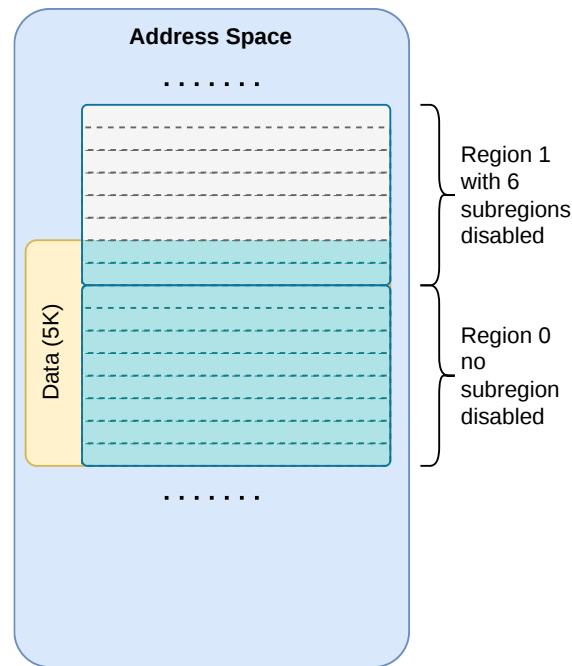 Address Space
. . . . . . .
Region 1
with 6
subregions
disabled
Data (5K)
Region 0
no
subregion
disabled
. . . . . . .